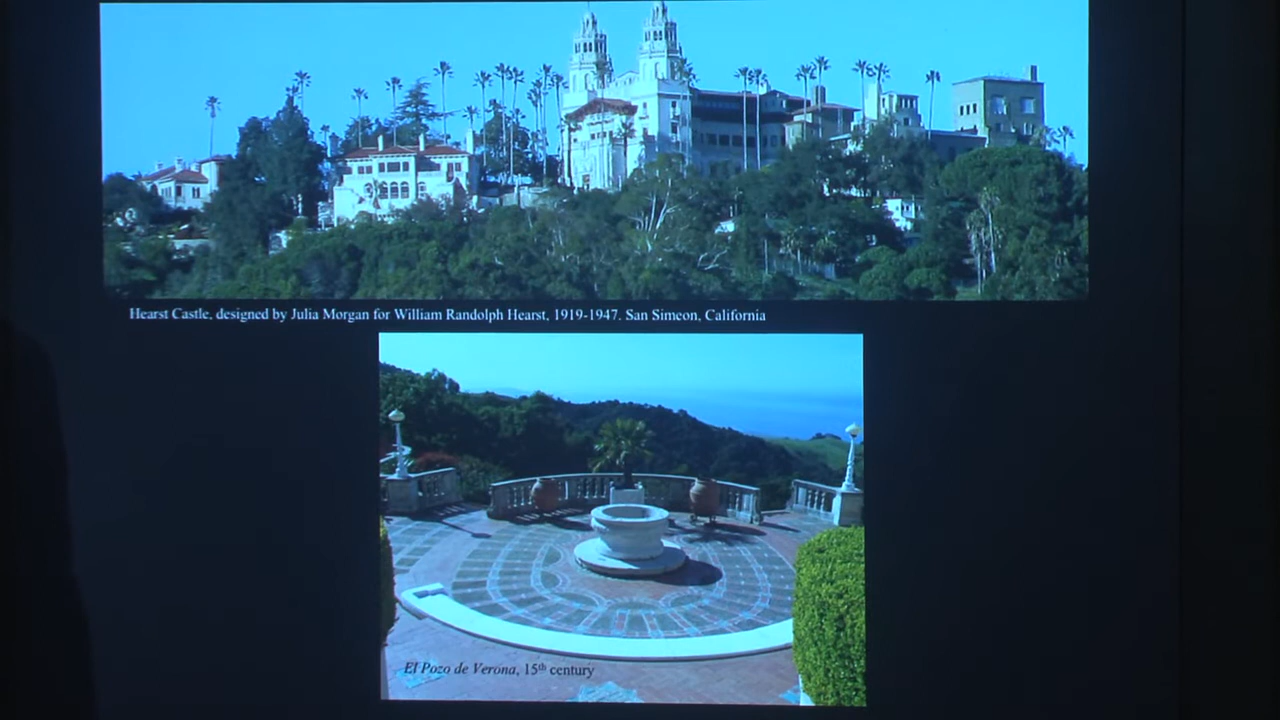 Hearst Castle, designed by Julia Morgan for William Randolph Hearst, 1919-1947. San Simeon, California
El Pozo de Verona, 15th century